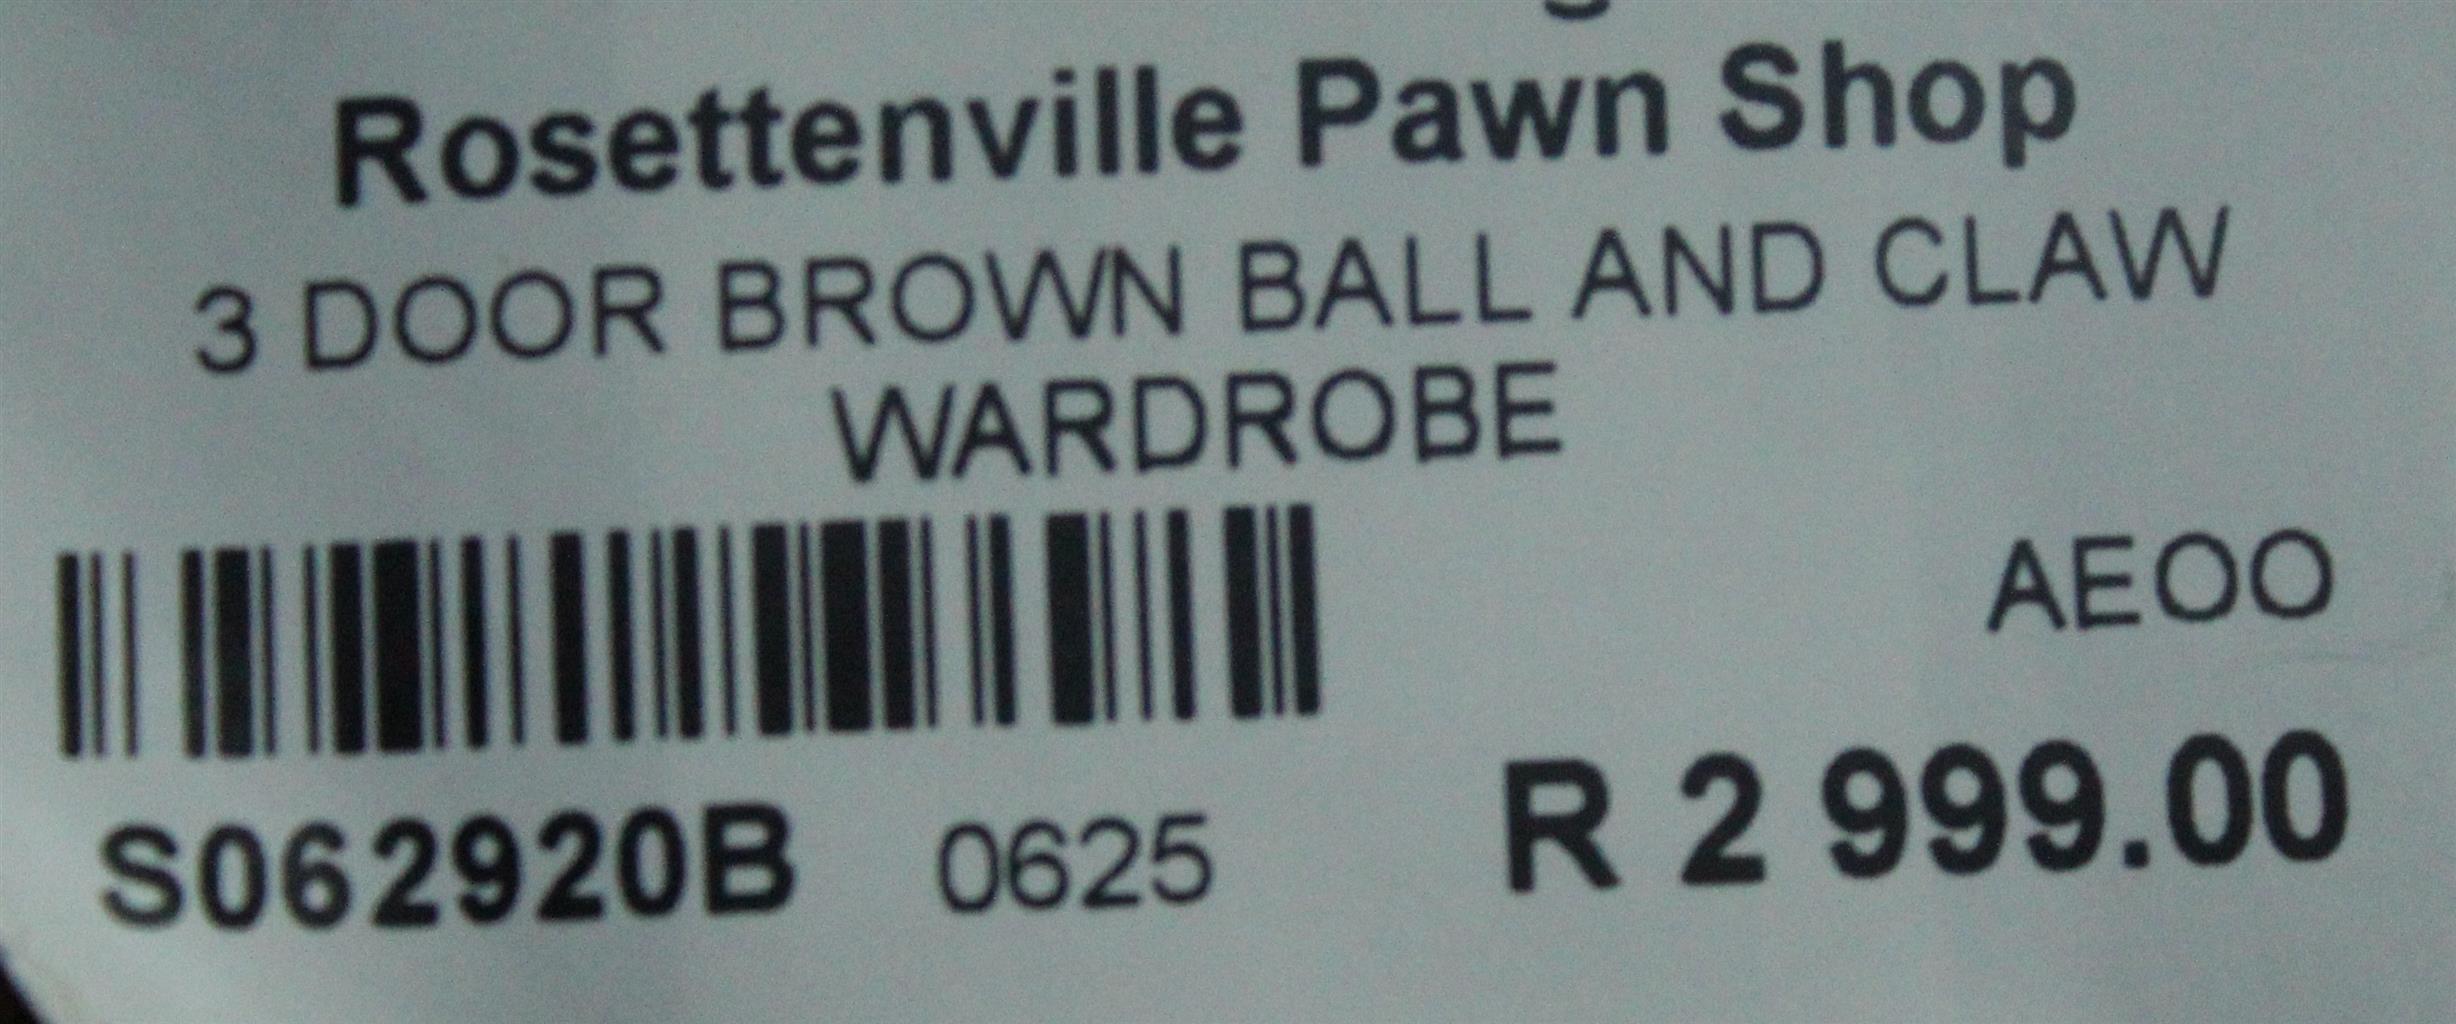 Rosettenville Pawn Shop
3 DOOR BROWN BALL AND CLAW
WARDROBE
AEOO
S062920B 0625 R 2 999.00